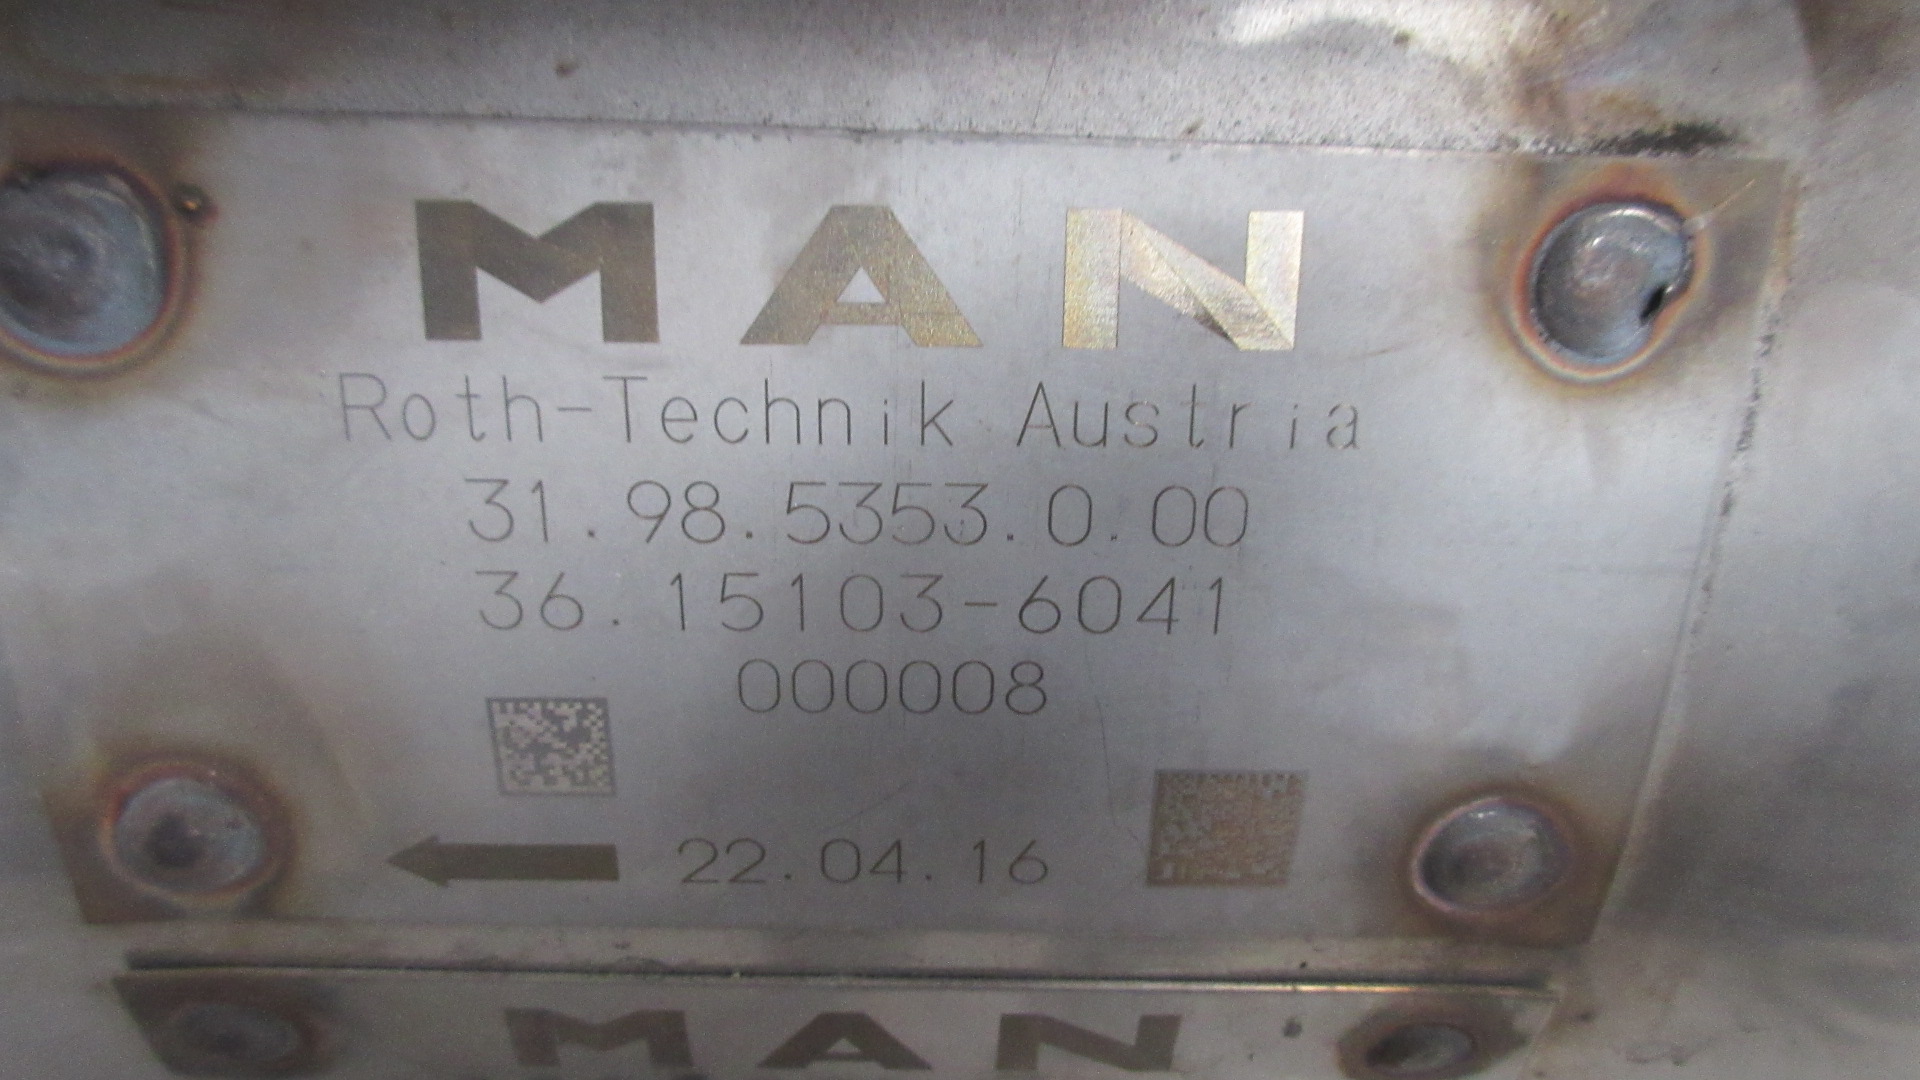 MAN
Roth-Technik Austria
31.98.5353.0.00
36.15103-6041
000008
22.04.16
MAN